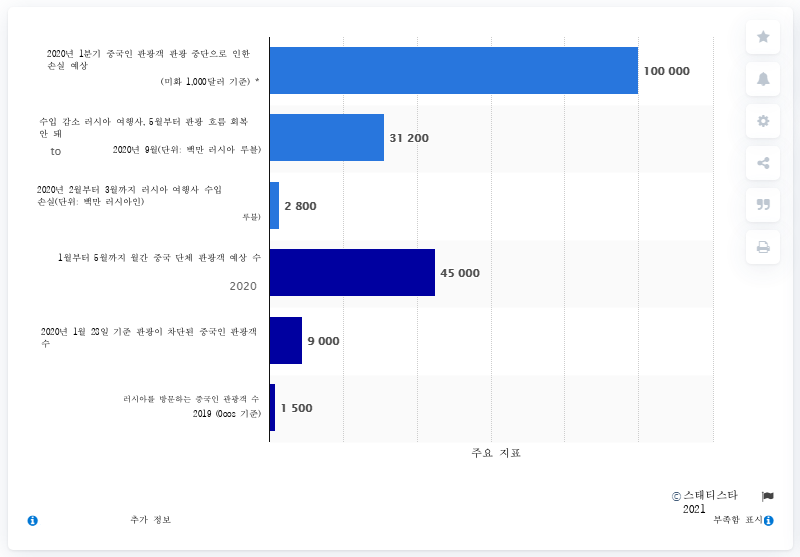 2020년 1분기 중국인 관광객 관광 중단으로 인한
손실 예상
(미화 1,000달러 기준) *
100 000
수입 감소 러시아 여행사, 5월부터 관광 흐름 회복
안 돼
to 2020년 9월(단위: 백만 러시아 루블)
31 200
2020년 2월부터 3월까지 러시아 여행사 수입
손실(단위: 백만 러시아인)
루블)
2 800
1월부터 5월까지 월간 중국 단체 관광객 예상 수
2020
45 000
2020년 1월 28일 기준 관광이 차단된 중국인 관광객
수
9 000
러시아를 방문하는 중국인 관광객 수
2019 (0ooos 기준)
1 500
주요 지표
© 스태티스타
2021
추가 정보
부족함 표시